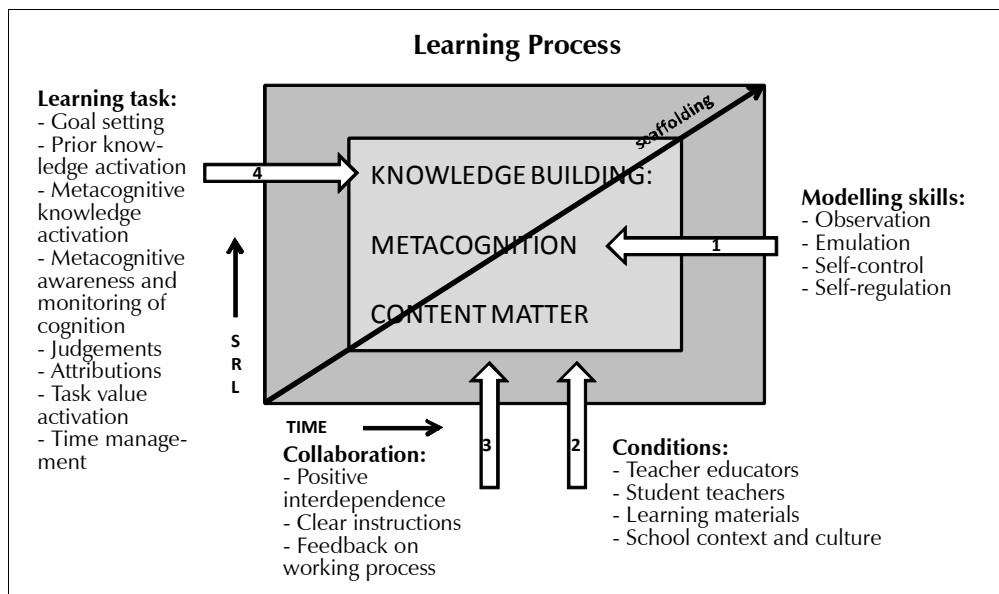 Learning Process
Learning task:
- Goal setting
- Prior know-
ledge activation
- Metacognitive
knowledge
activation
- Metacognitive
awareness and
monitoring of
cognition
- Judgements
- Attributions
- Task value
activation
- Time manage-
ment
4
S
R
L
scaffolding
KNOWLEDGE BUILDING:
METACOGNITION
CONTENT MATTER
1
Modelling skills:
- Observation
- Emulation
- Self-control
- Self-regulation
TIME
3
2
Collaboration:
- Positive
interdependence
- Clear instructions
- Feedback on
working process
Conditions:
- Teacher educators
- Student teachers
- Learning materials
- School context and culture